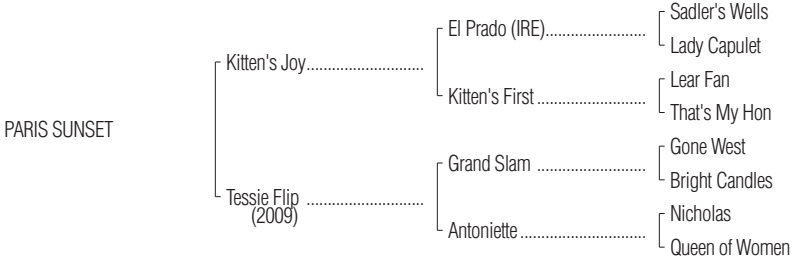 Sadler's Wells
El Prado (IRE)........................
Lady Capulet
Kitten's Joy............................
Lear Fan
Kitten's First ..........................
That's My Hon
PARIS SUNSET
Gone West
Grand Slam ..........................
Bright Candles
Tessie Flip ............................
(2009)
Nicholas
Antoniette..............................
Queen of Women